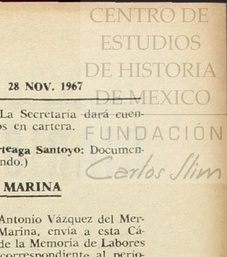 CENTRO DE
ESTUDIOS
DE HISTORIA
DE MEXICO
FUNDACIÓN
Carlos Slim
28 NOV. 1967
La Secretaría dará cuen-
os en cartera.
rteaga Santoyo: Documen-
ndo.)
MARINA
Antonio Vázquez del Mer-
Marina, envía a esta Cá-
de la Memoria de Labores
correspondiente al perío-